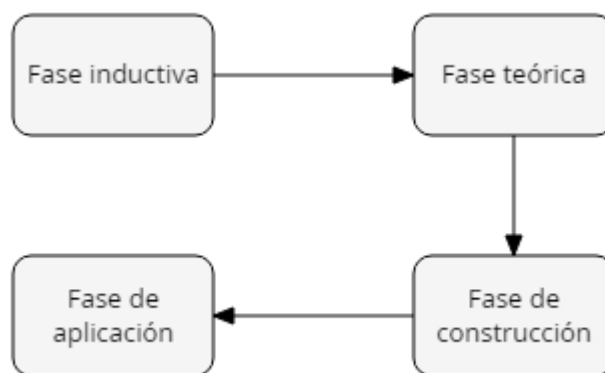 Fase inductiva
Fase teórica
Fase de
aplicación
Fase de
construcción